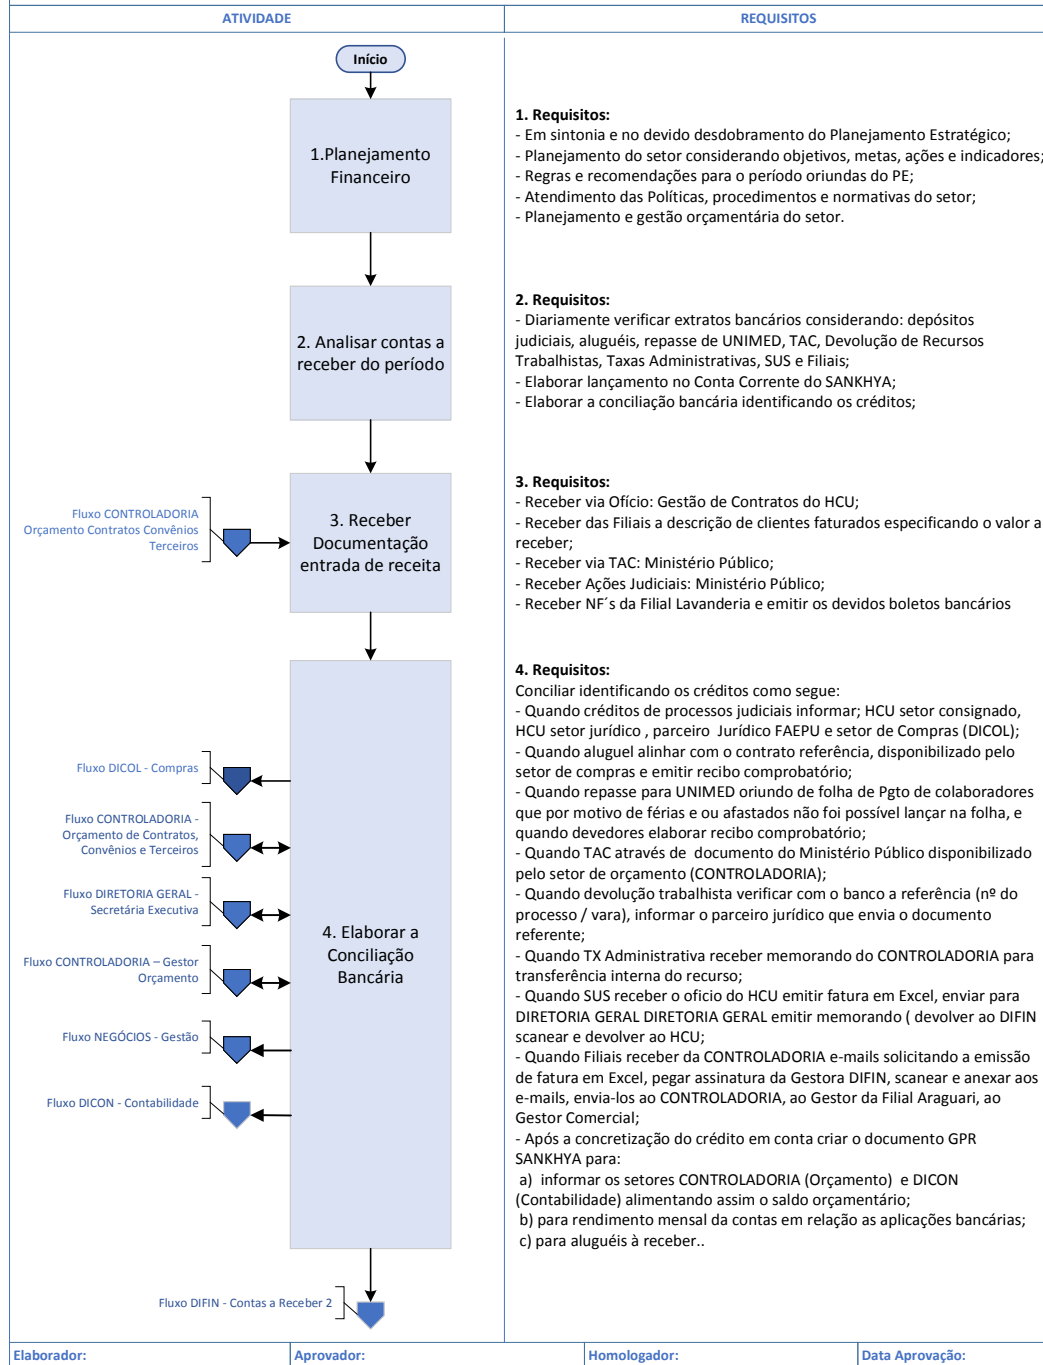 ATIVIDADE
REQUISITOS
Início
1.Planejamento
Financeiro
1. Requisitos:
- Em sintonia e no devido desdobramento do Planejamento Estratégico;
- Planejamento do setor considerando objetivos, metas, ações e indicadores;
- Regras e recomendações para o período oriundas do PE;
- Atendimento das Políticas, procedimentos e normativas do setor;
- Planejamento e gestão orçamentária do setor.
2. Analisar contas a
receber do período
2. Requisitos:
- Diariamente verificar extratos bancários considerando: depósitos
judiciais, aluguéis, repasse de UNIMED, TAC, Devolução de Recursos
Trabalhistas, Taxas Administrativas, SUS e Filiais;
- Elaborar lançamento no Conta Corrente do SANKHYA;
- Elaborar a conciliação bancária identificando os créditos;
Fluxo CONTROLADORIA
Orçamento Contratos Convênios
Terceiros
3. Receber
Documentação
entrada de receita
3. Requisitos:
- Receber via Ofício: Gestão de Contratos do HCU;
- Receber das Filiais a descrição de clientes faturados especificando o valor a
receber;
- Receber via TAC: Ministério Público;
- Receber Ações Judiciais: Ministério Público;
- Receber NF´s da Filial Lavanderia e emitir os devidos boletos bancários
Fluxo DICOL - Compras
Fluxo CONTROLADORIA -
Orçamento de Contratos,
Convênios e Terceiros
Fluxo DIRETORIA GERAL -
Secretária Executiva
Fluxo CONTROLADORIA – Gestor
Orçamento
Fluxo NEGÓCIOS - Gestão
Fluxo DICON - Contabilidade
4. Elaborar a
Conciliação
Bancária
4. Requisitos:
Conciliar identificando os créditos como segue:
- Quando créditos de processos judiciais informar; HCU setor consignado,
HCU setor jurídico , parceiro  Jurídico FAEPU e setor de Compras (DICOL);
- Quando aluguel alinhar com o contrato referência, disponibilizado pelo
setor de compras e emitir recibo comprobatório;
- Quando repasse para UNIMED oriundo de folha de Pgto de colaboradores
que por motivo de férias e ou afastados não foi possível lançar na folha, e
quando devedores elaborar recibo comprobatório;
- Quando TAC através de  documento do Ministério Público disponibilizado
pelo setor de orçamento (CONTROLADORIA);
- Quando devolução trabalhista verificar com o banco a referência (nº do
processo / vara), informar o parceiro jurídico que envia o documento
referente;
- Quando TX Administrativa receber memorando do CONTROLADORIA para
transferência interna do recurso;
- Quando SUS receber o oficio do HCU emitir fatura em Excel, enviar para
DIRETORIA GERAL DIRETORIA GERAL emitir memorando ( devolver ao DIFIN
scanear e devolver ao HCU;
- Quando Filiais receber da CONTROLADORIA e-mails solicitando a emissão
de fatura em Excel, pegar assinatura da Gestora DIFIN, scanear e anexar aos
e-mails, envia-los ao CONTROLADORIA, ao Gestor da Filial Araguari, ao
Gestor Comercial;
- Após a concretização do crédito em conta criar o documento GPR
SANKHYA para:
a)  informar os setores CONTROLADORIA (Orçamento)  e DICON
(Contabilidade) alimentando assim o saldo orçamentário;
b) para rendimento mensal da contas em relação as aplicações bancárias;
c) para aluguéis à receber..
Fluxo DIFIN - Contas a Receber 2
Elaborador:
Aprovador:
Homologador:
Data Aprovação: